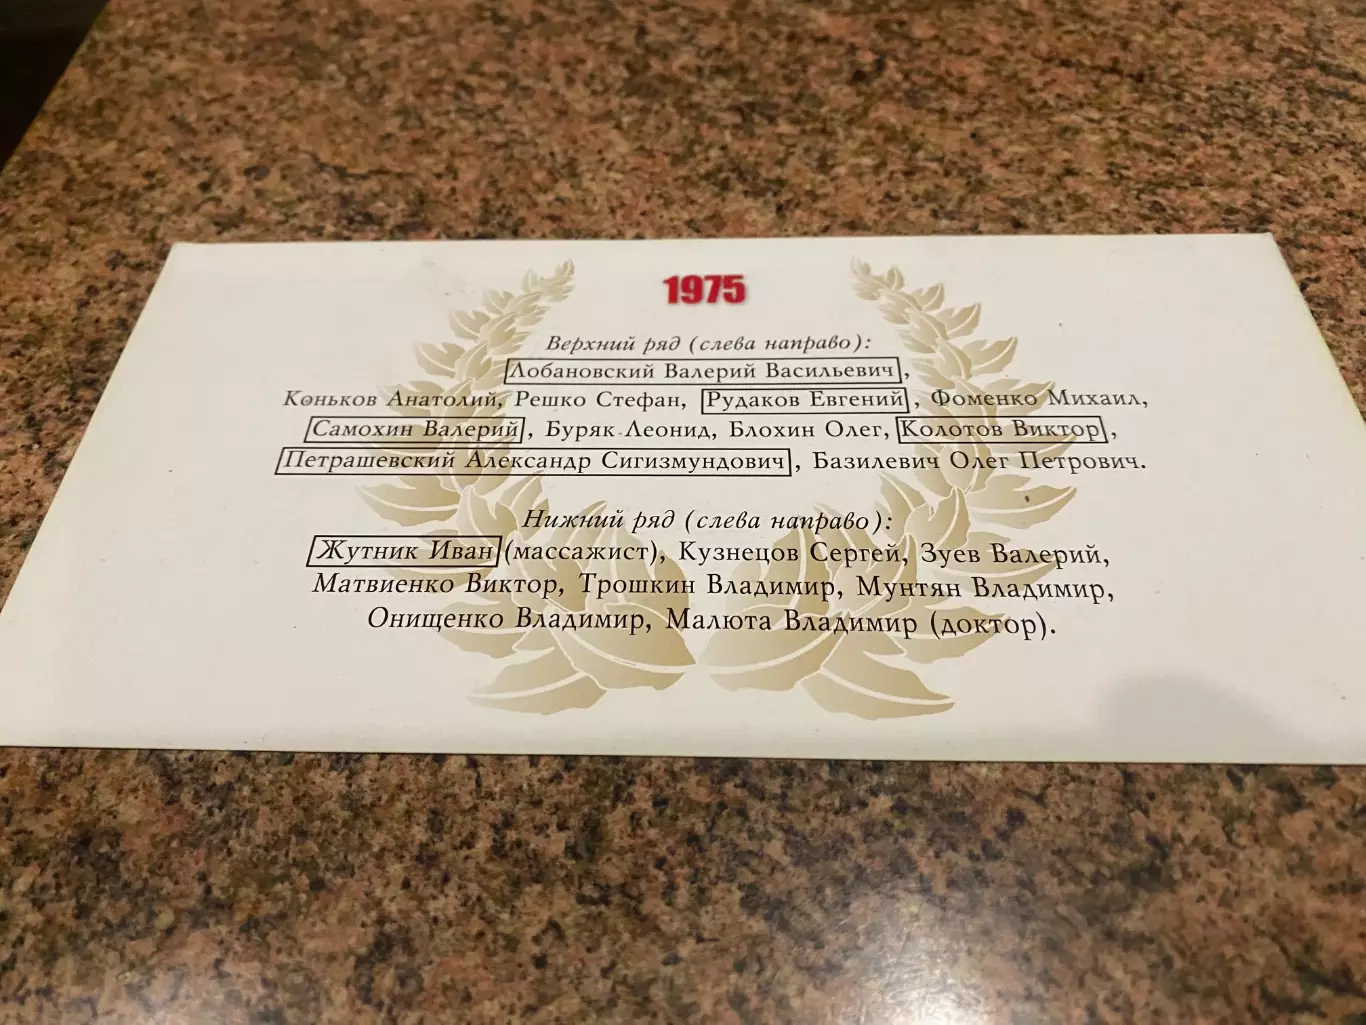 1975
Верхний ряд (слева направо):
Лобановский Валерий Васильевич,
Коньков Анатолий, Решко Стефан, Рудаков Евгений, Фоменко Михаил,
Самохин Валерий, Буряк Леонид, Блохин Олег, Колотов Виктор,
Петрашевский Александр Сигизмундович, Базилевич Олег Петрович.
Нижний ряд (слева направо):
Жутник Иван (массажист), Кузнецов Сергей, Зуев Валерий,
Матвиенко Виктор, Трошкин Владимир, Мунтян Владимир,
Онищенко Владимир, Малюта Владимир (доктор).